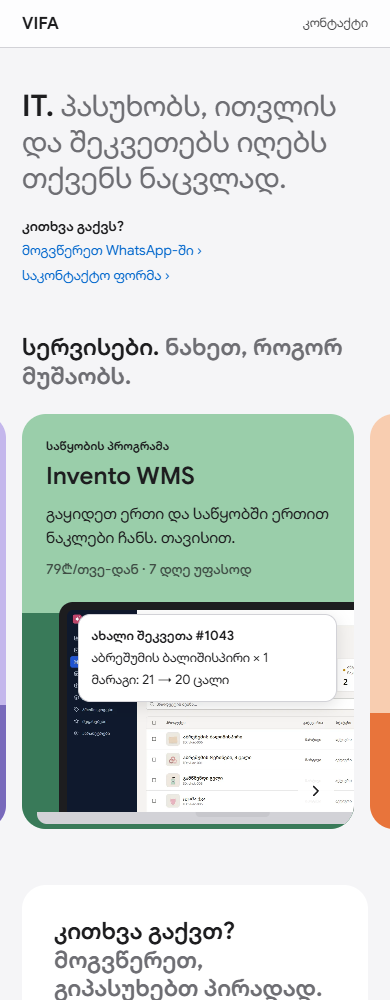 VIFA
კონტაქტი
IT. პასუხობს, ითვლის
და შეკვეთებს იღებს
თქვენს ნაცვლად.
კითხვა გაქვს?
მოგვწერეთ WhatsApp-ში ›
საკონტაქტო ფორმა ›
სერვისები. ნახეთ, როგორ
მუშაობს.
საწყობის პროგრამა
Invento WMS
გაყიდეთ ერთი და საწყობში ერთით
ნაკლები ჩანს. თავისით.
79₾/თვე-დან · 7 დღე უფასოდ
ახალი შეკვეთა #1043
აბრეშუმის ბალიშისპირი × 1
მარაგი: 21 → 20 ცალი
2
კითხვა გაქვთ?
მოგვწერეთ,
გიპასუხებთ პირადად.